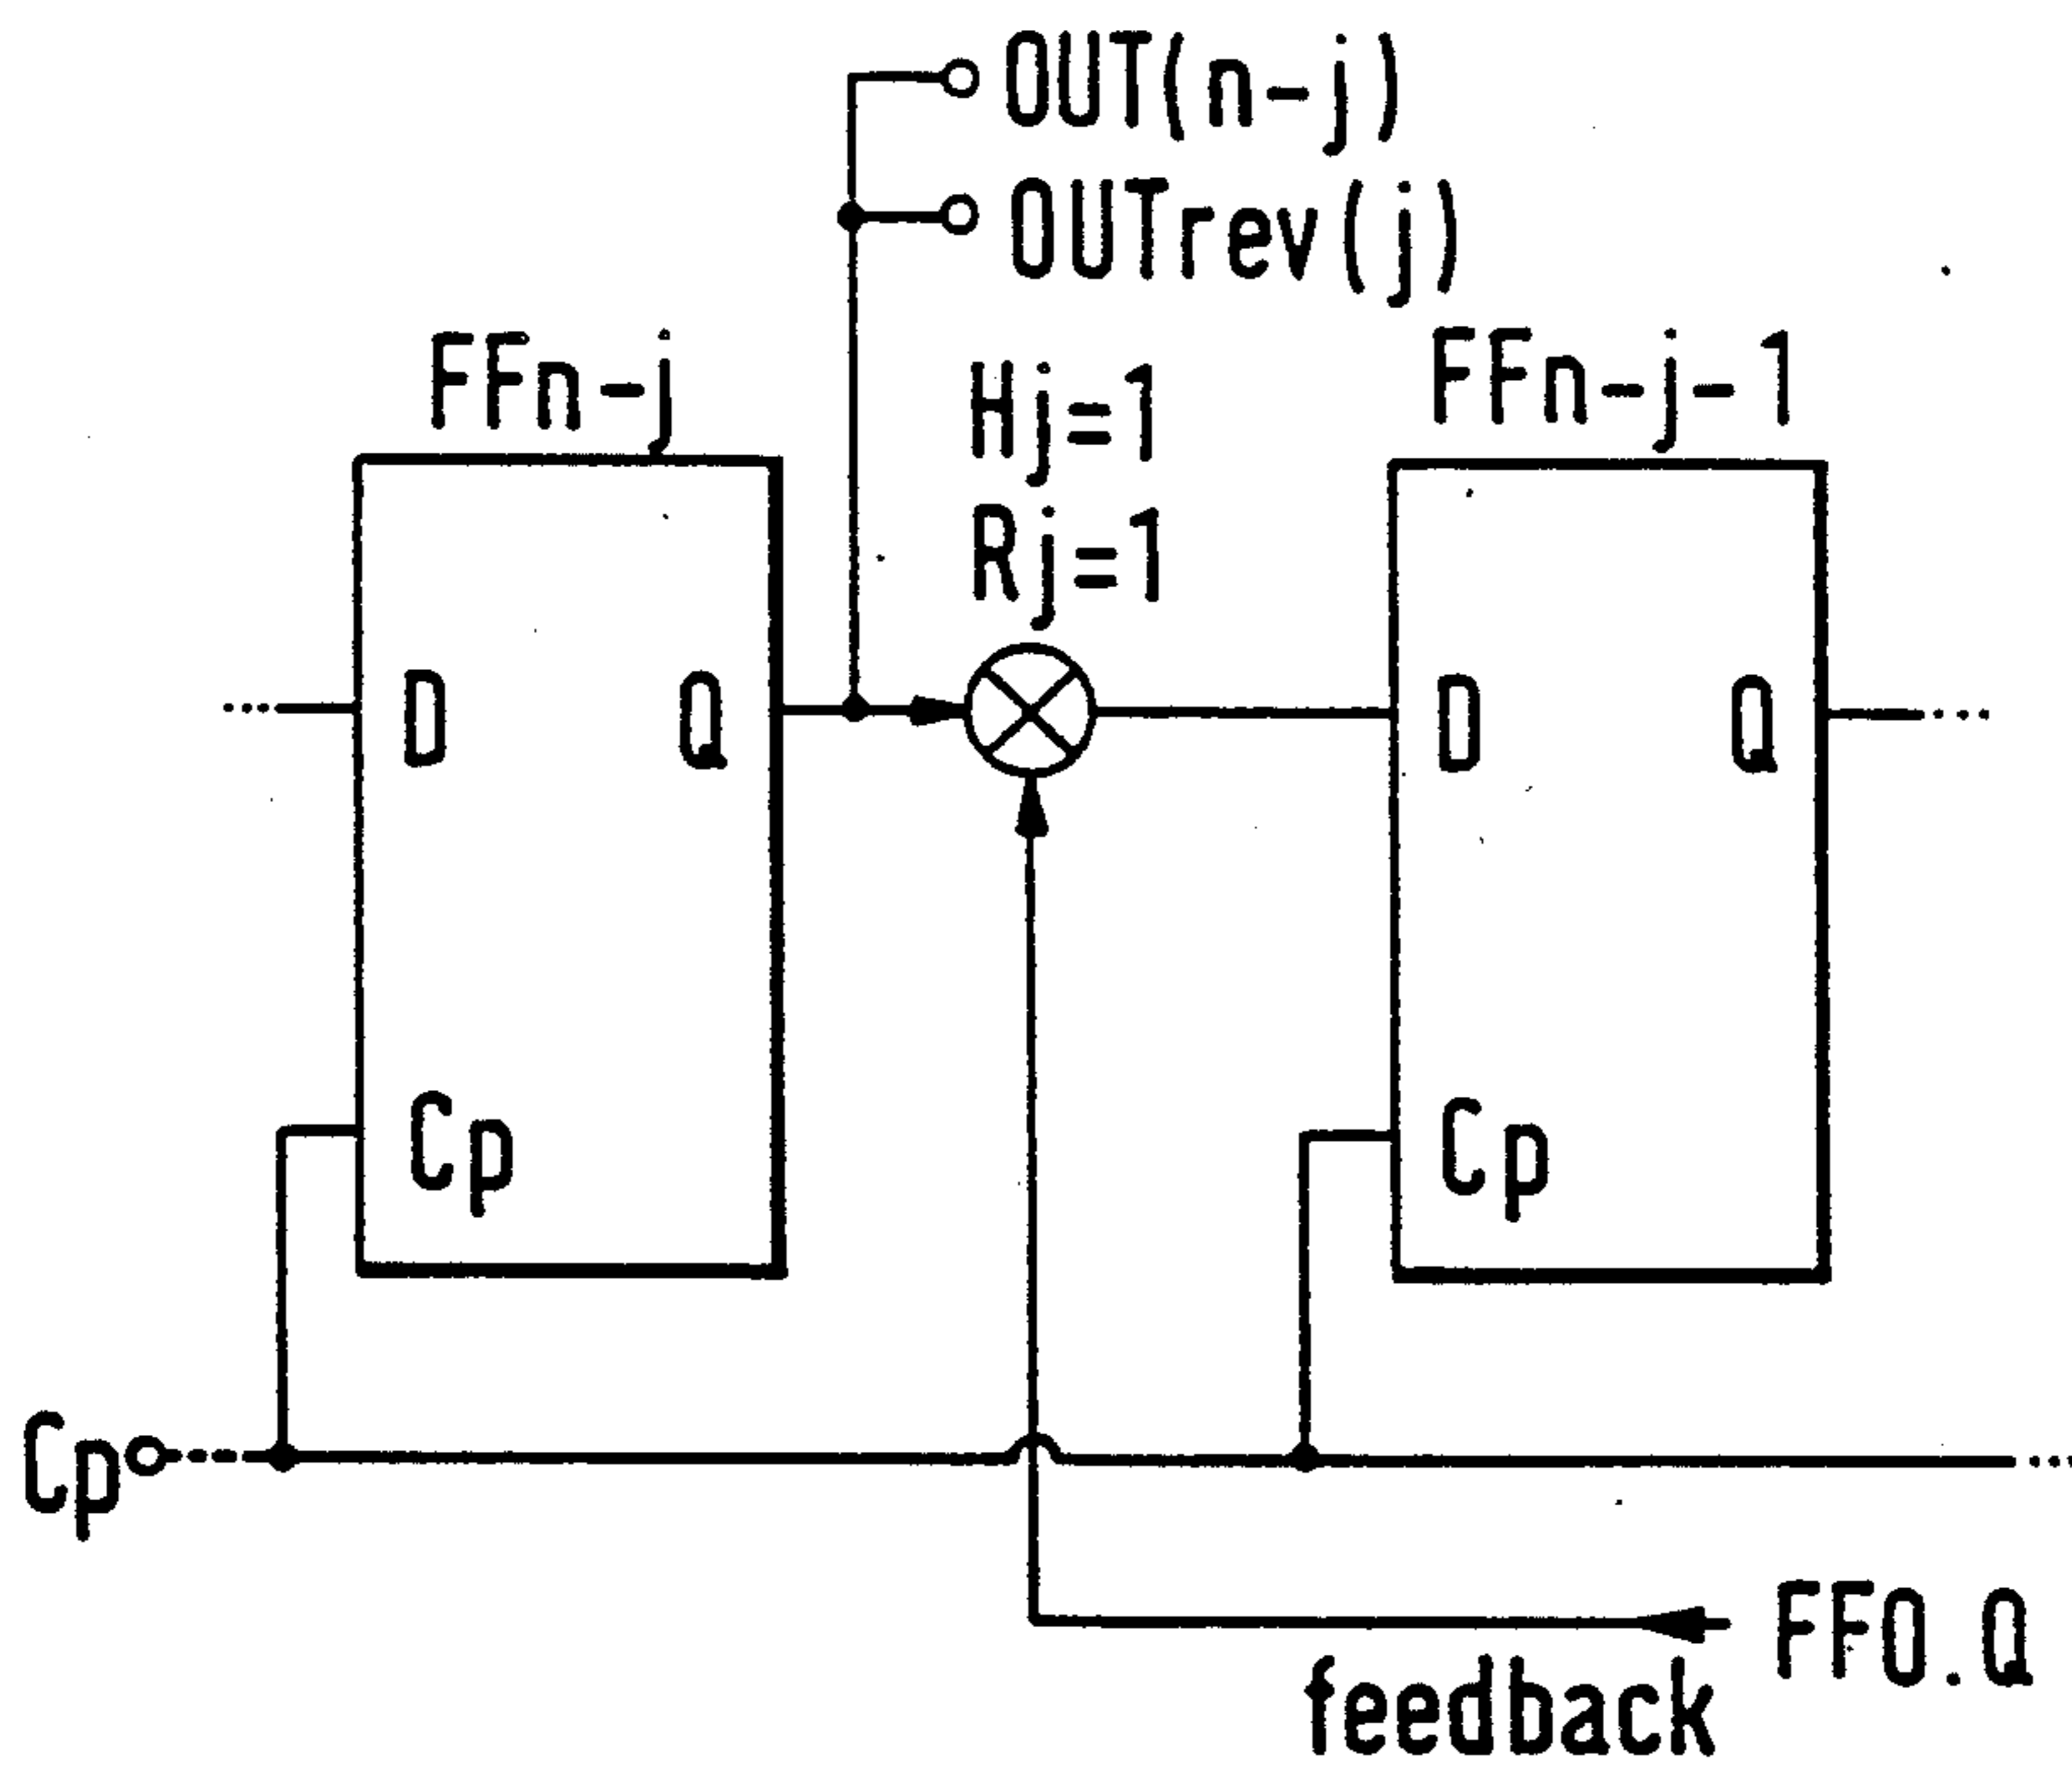 OUT(n-j)
OUTrev(j)
FFn-j
Hj=1
FFn-j-1
Rj=1
D
Q
D
Q
Cp
Cp
Cp
FF0.Q
feedback